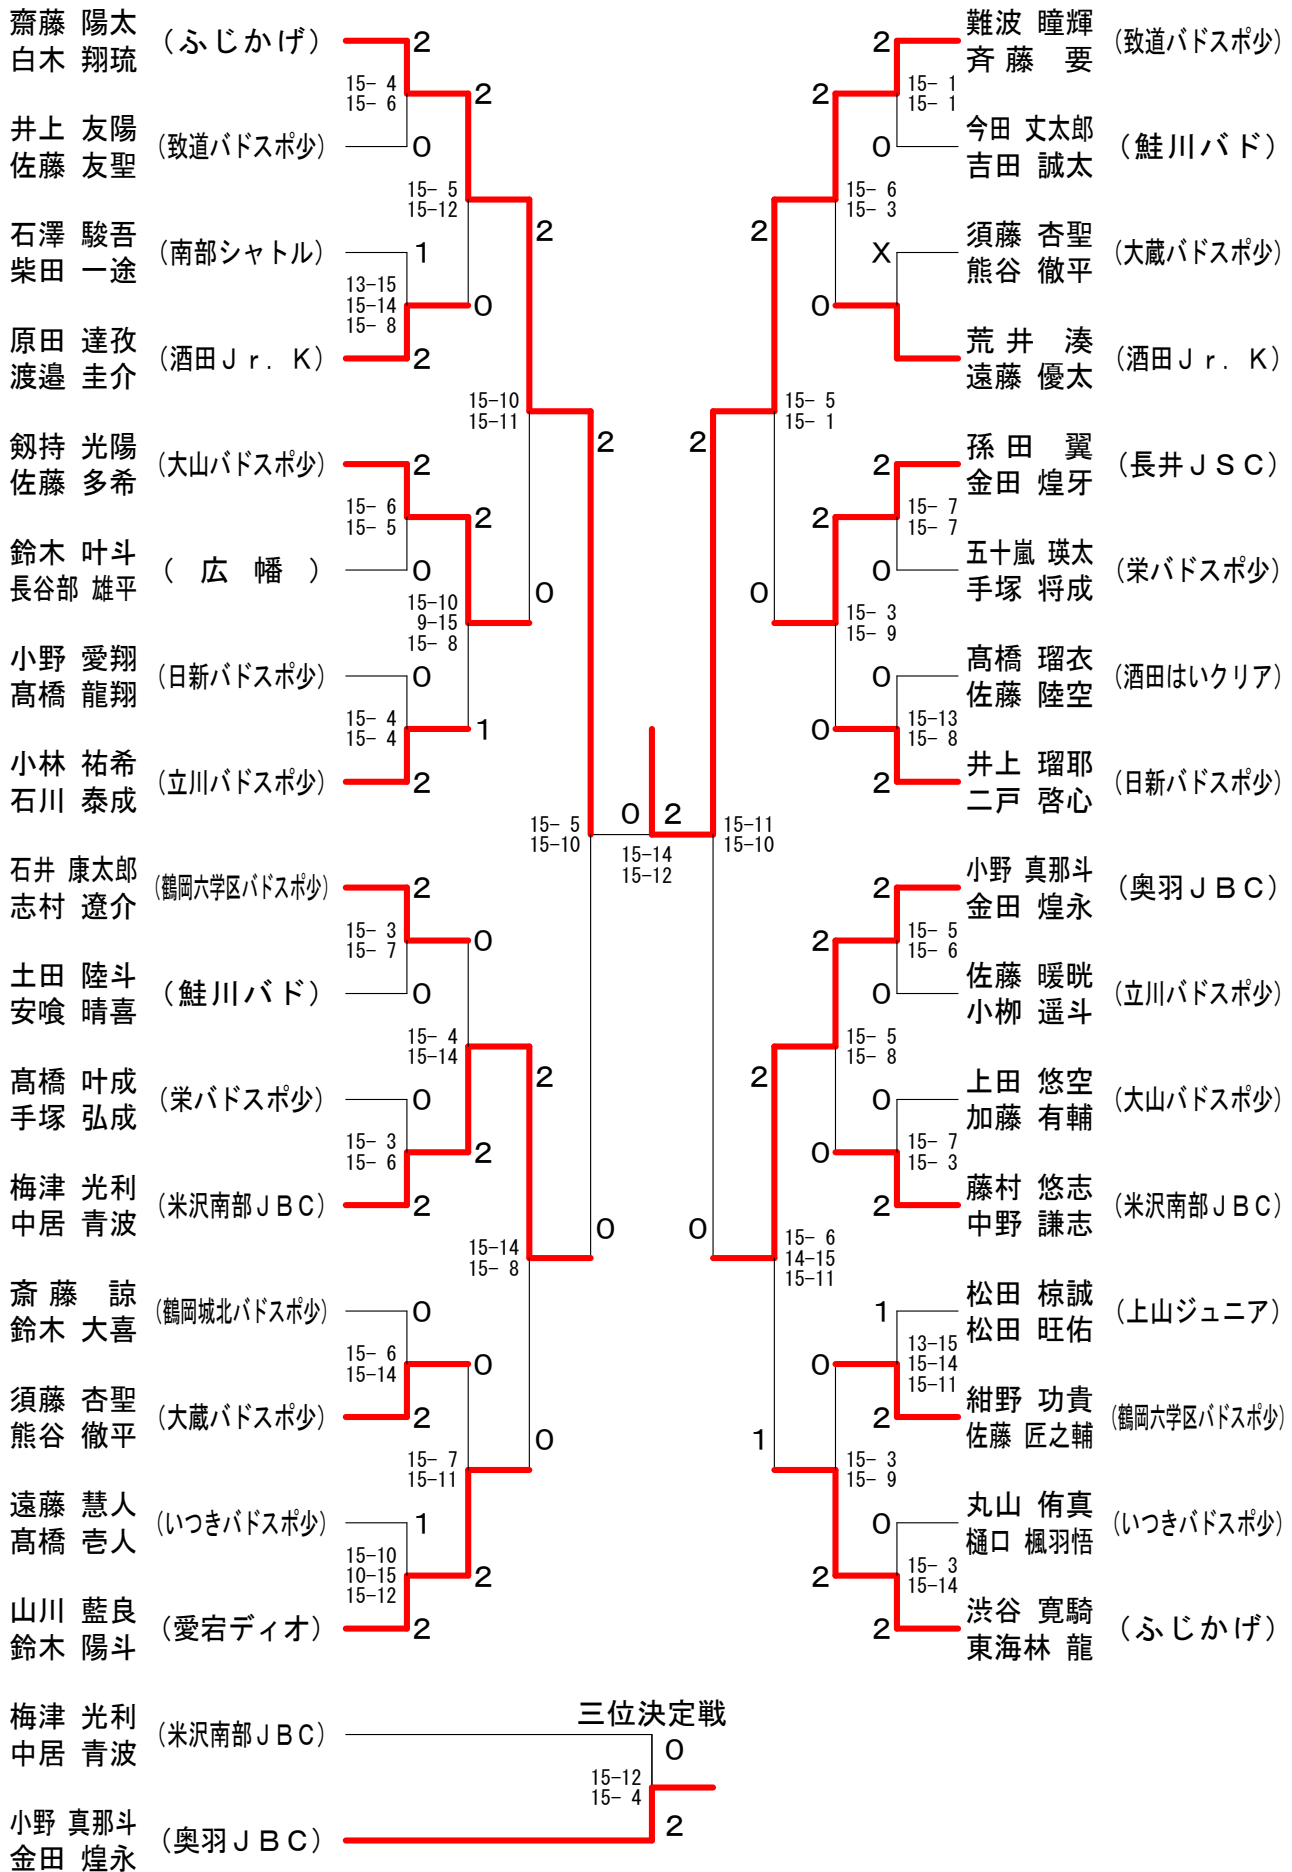 齋藤 陽太
白木 翔琉
(ふじかげ)
2
15- 4
15- 6
2
井上 友陽
佐藤 友聖
(致道バドスポ少)
0
15- 5
15-12
2
石澤 駿吾
柴田 一途
(南部シャトル)
1
13-15
15-14
15- 8
0
原田 達孜
渡邉 圭介
(酒田Jr. K)
2
15-10
15-11
2
剱持 光陽
佐藤 多希
(大山バドスポ少)
2
15- 6
15- 5
2
鈴木 叶斗
長谷部 雄平
(広幡)
0
15-10
9-15
15- 8
0
小野 愛翔
髙橋 龍翔
(日新バドスポ少)
0
15- 4
15- 4
1
小林 祐希
石川 泰成
(立川バドスポ少)
2
15- 5
15-10
0
2
15-14
15-12
石井 康太郎
志村 遼介
(鶴岡六学区バドスポ少)
2
15- 3
15- 7
0
土田 陸斗
安喰 晴喜
(鮭川バド)
0
15- 4
15-14
2
髙橋 叶成
手塚 弘成
(栄バドスポ少)
0
15- 3
15- 6
2
梅津 光利
中居 青波
(米沢南部JBC)
2
15-14
15- 8
0
斎藤 諒
鈴木 大喜
(鶴岡城北バドスポ少)
0
15- 6
15-14
0
須藤 杏聖
熊谷 徹平
(大蔵バドスポ少)
2
15- 7
15-11
0
遠藤 慧人
髙橋 壱人
(いつきバドスポ少)
1
15-10
10-15
15-12
2
山川 藍良
鈴木 陽斗
(愛宕ディオ)
2
難波 瞳輝
斉藤 要
(致道バドスポ少)
2
15- 1
15- 1
2
今田 丈太郎
吉田 誠太
(鮭川バド)
0
15- 6
15- 3
2
須藤 杏聖
熊谷 徹平
(大蔵バドスポ少)
X
0
荒井 湊
遠藤 優太
(酒田Jr. K)
15- 5
15- 1
2
孫田 翼
金田 煌牙
(長井JSC)
2
15- 7
15- 7
2
五十嵐 瑛太
手塚 将成
(栄バドスポ少)
0
15- 3
15- 9
0
髙橋 瑠衣
佐藤 陸空
(酒田はいクリア)
0
15-13
15- 8
0
井上 瑠耶
二戸 啓心
(日新バドスポ少)
2
15-11
15-10
小野 真那斗
金田 煌永
(奥羽JBC)
2
15- 5
15- 6
2
佐藤 暖晄
小栁 遥斗
(立川バドスポ少)
0
15- 5
15- 8
2
上田 悠空
加藤 有輔
(大山バドスポ少)
0
15- 7
15- 3
0
藤村 悠志
中野 謙志
(米沢南部JBC)
2
15- 6
14-15
15-11
0
松田 椋誠
松田 旺佑
(上山ジュニア)
1
13-15
15-14
15-11
0
紺野 功貴
佐藤 匠之輔
(鶴岡六学区バドスポ少)
2
15- 3
15- 9
1
丸山 侑真
樋口 楓羽悟
(いつきバドスポ少)
0
15- 3
15-14
2
渋谷 寛騎
東海林 龍
(ふじかげ)
2
三位決定戦
梅津 光利
中居 青波
(米沢南部JBC)
0
15-12
15- 4
小野 真那斗
金田 煌永
(奥羽JBC)
2